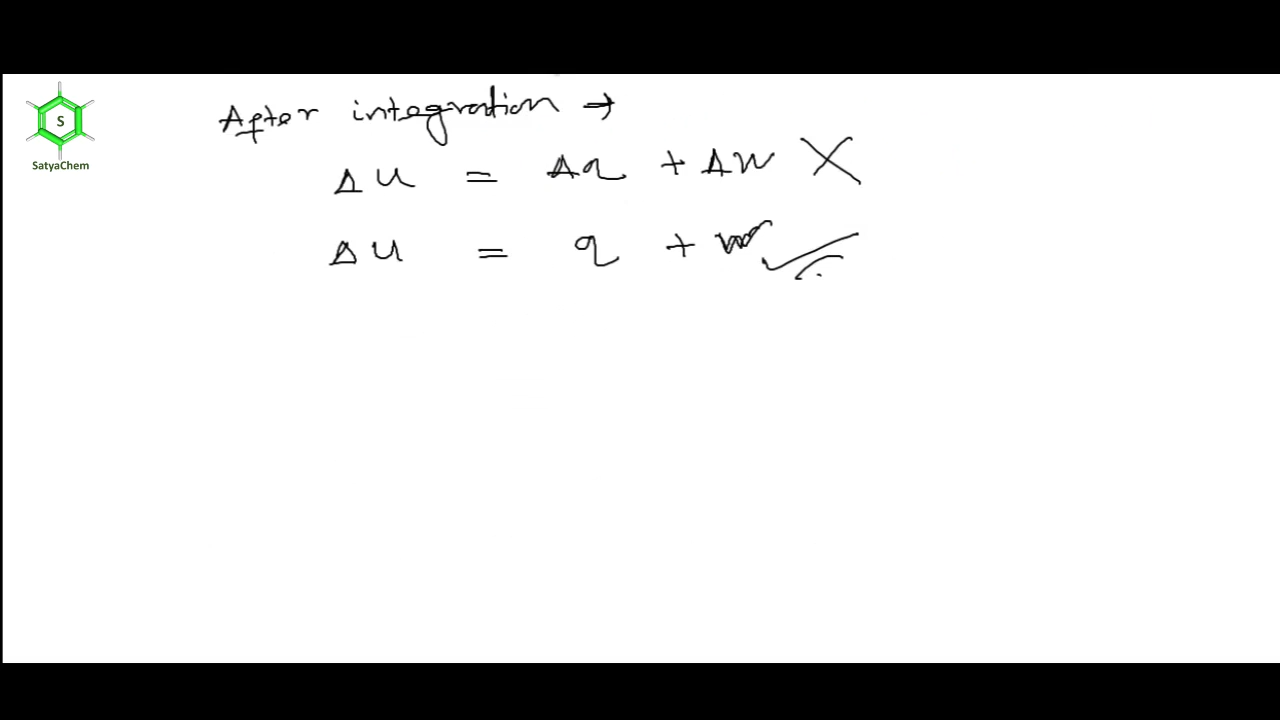 S
SatyaChem
After integration →
Δu = Δq + Δw X
Δu = q + w ✓